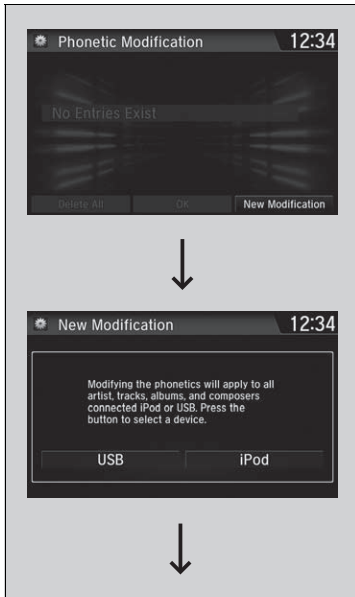 Phonetic Modification 12:34
No Entries Exist
Delete All OK New Modification
New Modification 12:34
Modifying the phonetics will apply to all
artist, tracks, albums, and composers
connected iPod or USB. Press the
button to select a device.
USB iPod